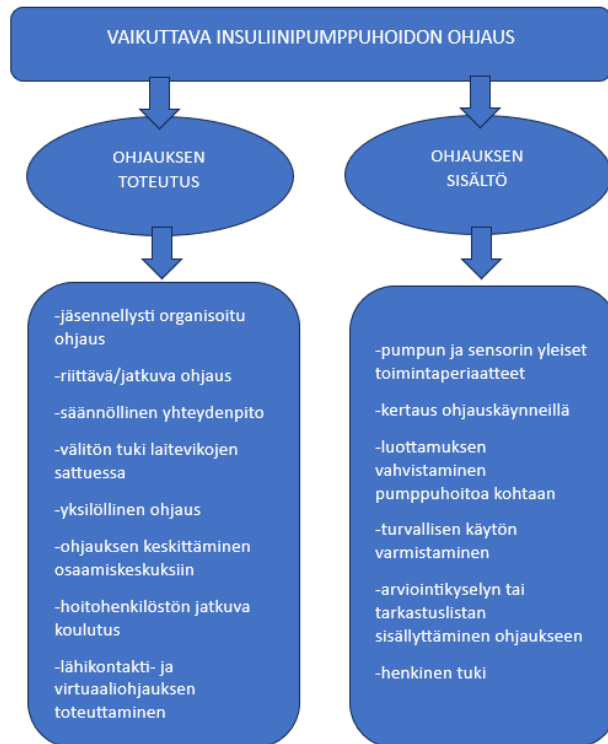 VAIKUTTAVA INSULIINIPUMPPUHOIDON OHJAUS
OHJAUKSEN
TOTEUTUS
OHJAUKSEN
SISÄLTÖ
-jäsennellysti organisoitu
ohjaus
-riittävä/jatkuva ohjaus
-säännöllinen yhteydenpito
-välitön tuki laitevikojen
sattuessa
-yksilöllinen ohjaus
-ohjauksen keskittäminen
osaamiskeskuksiin
-hoitohenkilöstön jatkuva
koulutus
-lähikontakti- ja
virtuaaliohjauksen
toteuttaminen
-pumpun ja sensorin yleiset
toimintaperiaatteet
-kertaus ohjauskäynneillä
-luottamuksen
vahvistaminen
pumppuhoitoa kohtaan
-turvallisen käytön
varmistaminen
-arviointikyselyn tai
tarkastuslistan
sisällyttäminen ohjaukseen
-henkinen tuki